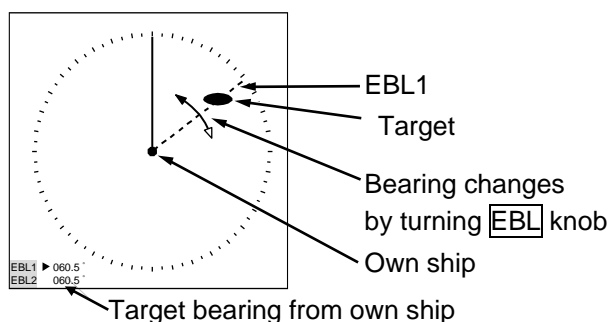 EBL1
Target
Bearing changes
by turning EBL knob
Own ship
EBL1 ▶ 060.5 °
EBL2 060.5 °
Target bearing from own ship